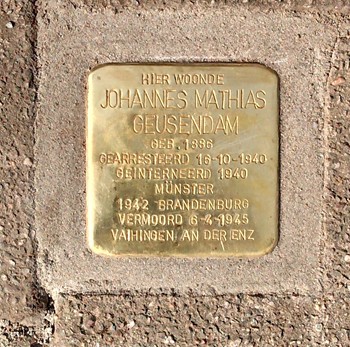 HIER WOONDE
JOHANNES MATHIAS
GEUSENDAM
GEB. 1886
GEARRESTEERD 16-10-1940
GEÏNTERNEERD 1940
MÜNSTER
1942 BRANDENBURG
VERMOORD 6-4-1945
VAIHINGEN AN DER ENZ